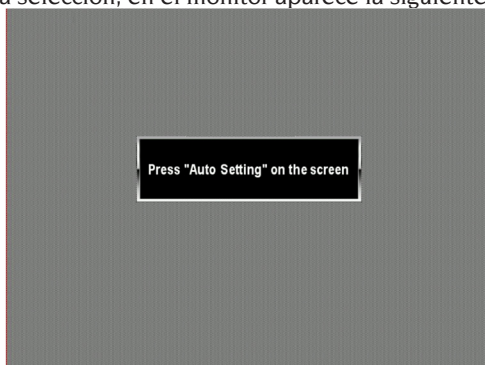 a selección, en el monitor aparece la siguiente
Press "Auto Setting" on the screen